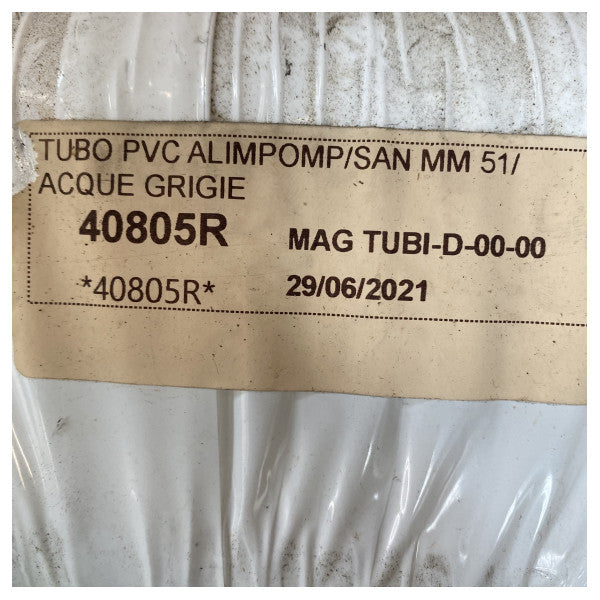 TUBO PVC ALIMPOMP/SAN MM 51/
ACQUE GRIGIE
40805R MAG TUBI-D-00-00
*40805R* 29/06/2021